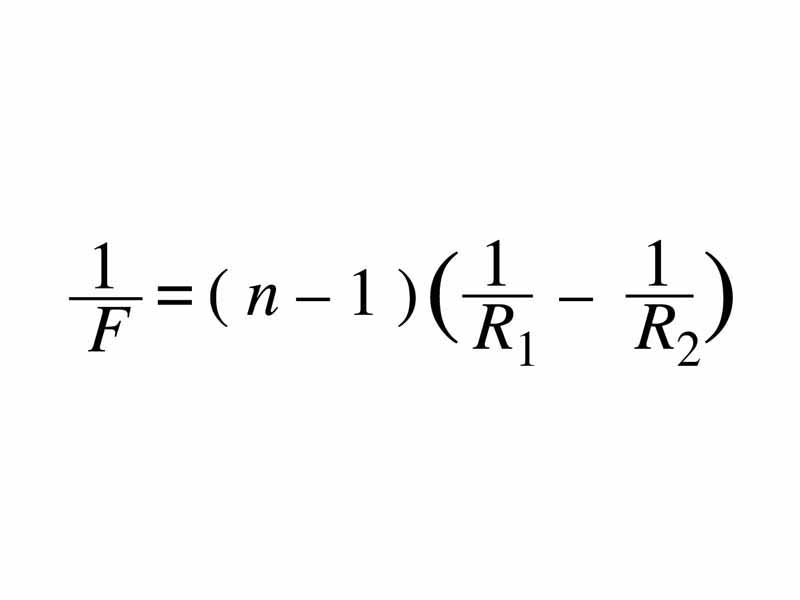 1/F = ( n – 1 ) (1/R₁ – 1/R₂)